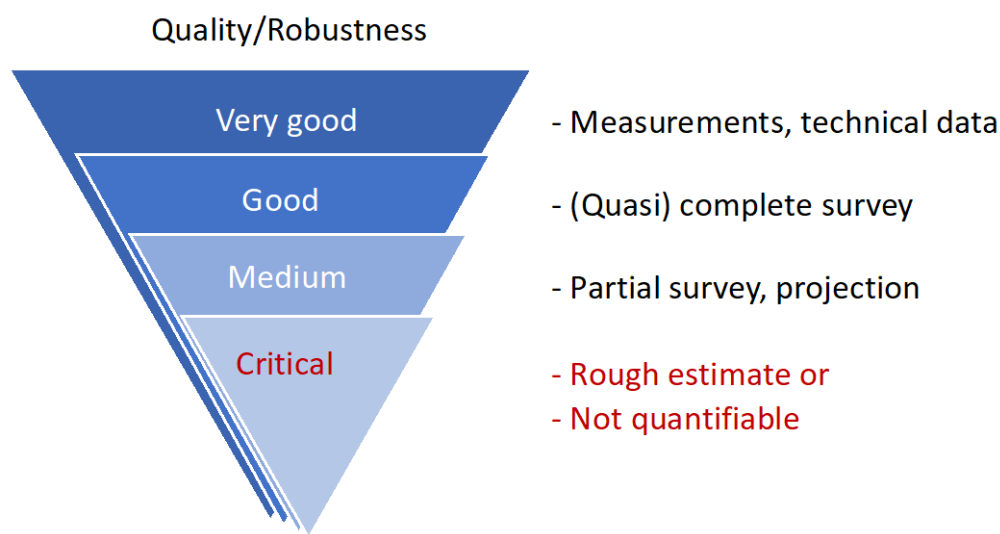 Quality/Robustness
Very good
- Measurements, technical data
Good
- (Quasi) complete survey
Medium
- Partial survey, projection
Critical
- Rough estimate or
- Not quantifiable